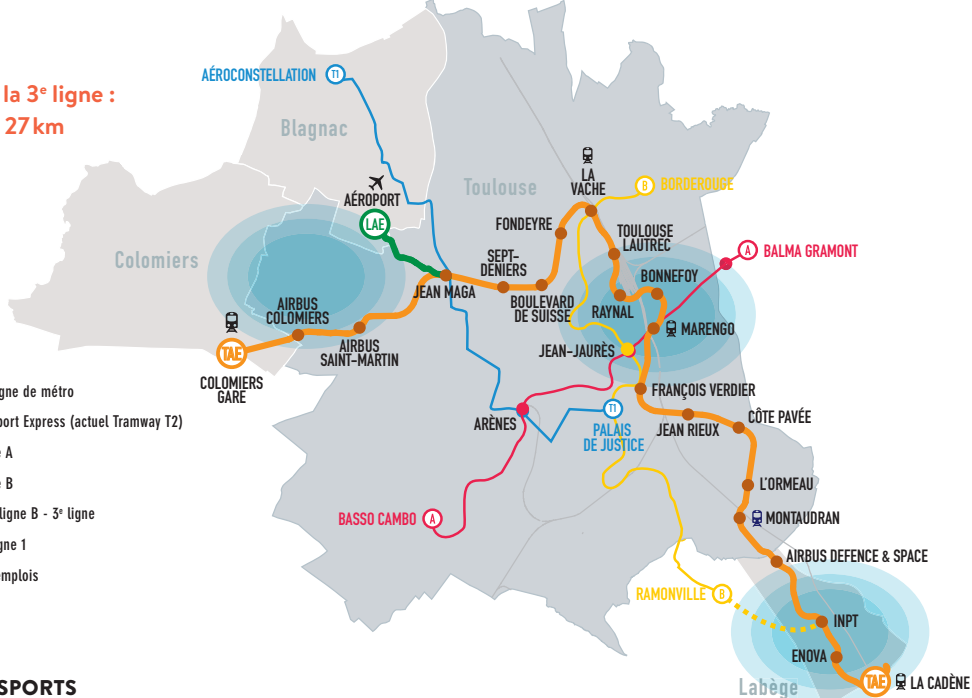 la 3e ligne :
27 km
AÉROCONSTELLATION
T1
Blagnac
Toulouse
LA
VACHE
B
BORDEROUGE
AÉROPORT
LAE
FONDEYRE
TOULOUSE
LAUTREC
A
BALMA GRAMONT
Colomiers
SEPT-
DENIERS
BONNEFOY
JEAN MAGA
BOULEVARD
DE SUISSE
RAYNAL
AIRBUS
COLOMIERS
MARENGO
AIRBUS
SAINT-MARTIN
JEAN-JAURÈS
TAE
COLOMIERS
GARE
FRANÇOIS VERDIER
gne de métro
port Express (actuel Tramway T2)
A
B
ligne B - 3e ligne
gne 1
emplois
ARÈNES
T1
PALAIS
DE JUSTICE
JEAN RIEUX
CÔTE PAVÉE
L'ORMEAU
BASSO CAMBO
A
MONTAUDRAN
AIRBUS DEFENCE & SPACE
RAMONVILLE
B
INPT
ENOVA
TAE
LA CADÈNE
Labège
SPORTS